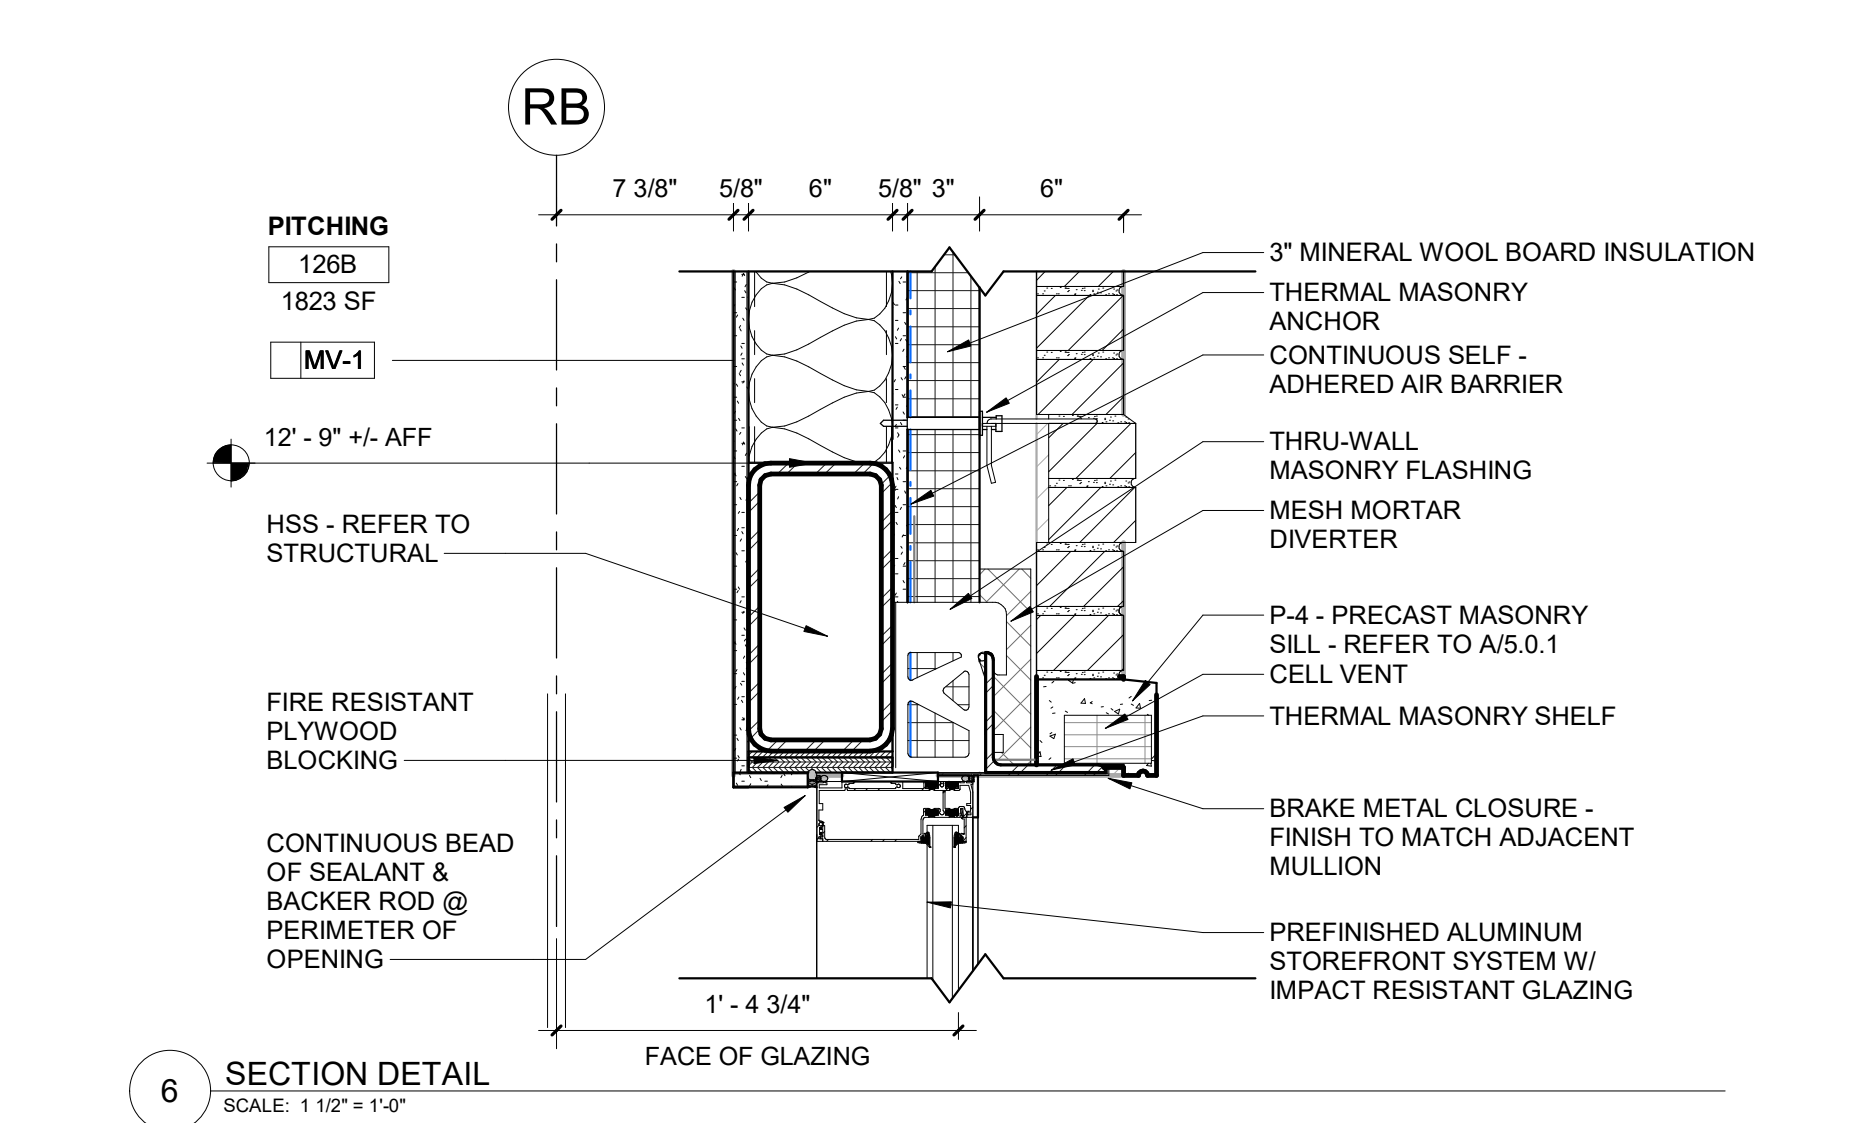 RB
7 3/8" 5/8" 6" 5/8" 3" 6"
PITCHING
126B
1823 SF
MV-1
12' - 9" +/- AFF
HSS - REFER TO
STRUCTURAL
FIRE RESISTANT
PLYWOOD
BLOCKING
CONTINUOUS BEAD
OF SEALANT &
BACKER ROD @
PERIMETER OF
OPENING
3" MINERAL WOOL BOARD INSULATION
THERMAL MASONRY
ANCHOR
CONTINUOUS SELF -
ADHERED AIR BARRIER
THRU-WALL
MASONRY FLASHING
MESH MORTAR
DIVERTER
P-4 - PRECAST MASONRY
SILL - REFER TO A/5.0.1
CELL VENT
THERMAL MASONRY SHELF
BRAKE METAL CLOSURE -
FINISH TO MATCH ADJACENT
MULLION
PREFINISHED ALUMINUM
STOREFRONT SYSTEM W/
IMPACT RESISTANT GLAZING
1' - 4 3/4"
FACE OF GLAZING
6
SECTION DETAIL
SCALE: 1 1/2" = 1'-0"